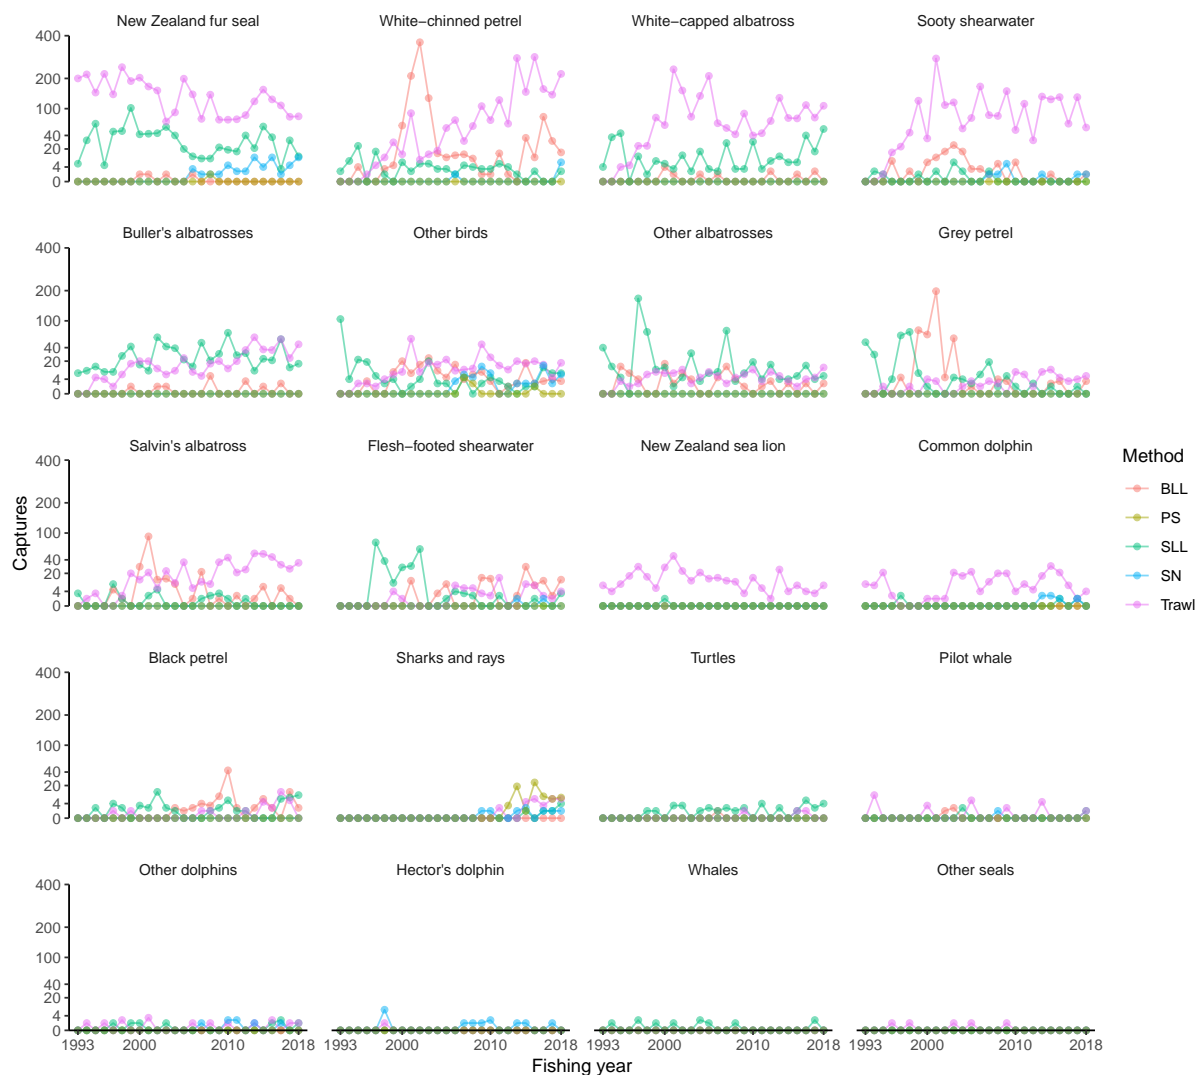 New Zealand fur seal White−chinned petrel White−capped albatross Sooty shearwater
400
200
100
40
20
4
0
Buller's albatrosses Other birds Other albatrosses Grey petrel
400
200
100
40
20
4
0
Salvin's albatross Flesh−footed shearwater New Zealand sea lion Common dolphin
400
200
100
40
20
4
0
Captures
Method
BLL
PS
SLL
SN
Trawl
Black petrel Sharks and rays Turtles Pilot whale
400
200
100
40
20
4
0
Other dolphins Hector's dolphin Whales Other seals
400
200
100
40
20
4
0
1993 2000 2010 2018 1993 2000 2010 2018 1993 2000 2010 2018 1993 2000 2010 2018
Fishing year